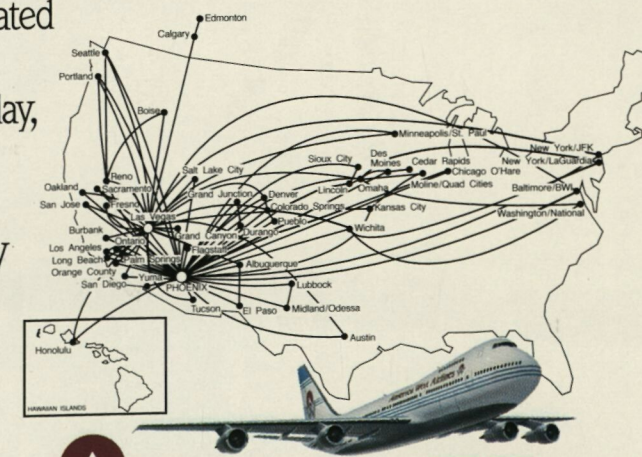 ated
lay,
y
Edmonton
Calgary
Seattle
Portland
Boise
Minneapolis/St. Paul
New York/JFK
New York/LaGuardia
Sioux City
Des
Moines
Cedar Rapids
Chicago O'Hare
Lincoln
Omaha
Moline/Quad Cities
Baltimore/BWI
Washington/National
Reno
Salt Lake City
Oakland
Sacramento
Grand Junction
Denver
San Jose
Fresno
Colorado Springs
Kansas City
Las Vegas
Pueblo
Burbank
Grand Canyon
Durango
Wichita
Ontario
Los Angeles
Flagstaff
Long Beach
Palm Springs
Albuquerque
Orange County
Yuma
San Diego
PHOENIX
Lubbock
Tucson
El Paso
Midland/Odessa
Austin
Honolulu
HAWAIIAN ISLANDS
America West Airlines